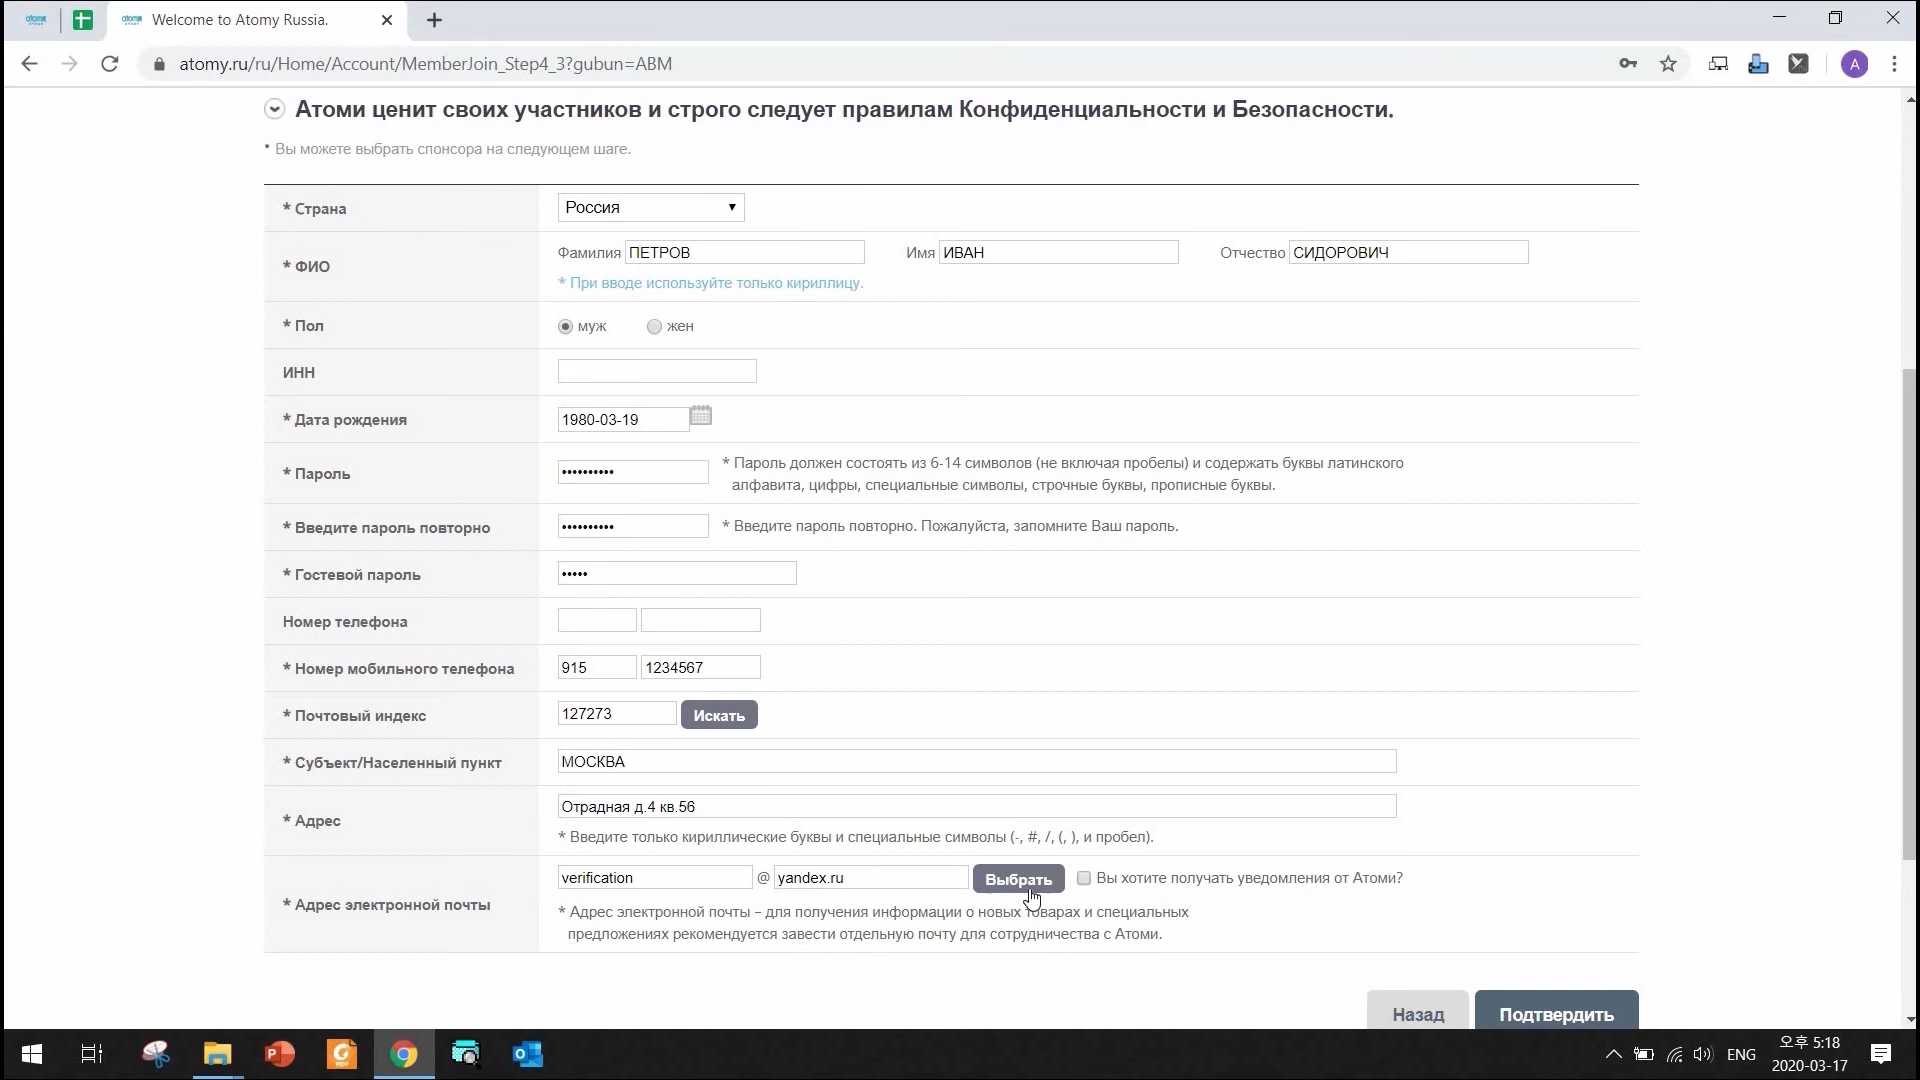 Welcome to Atomy Russia.
atomy.ru/ru/Home/Account/MemberJoin_Step4_3?gubun=ABM
A
Атоми ценит своих участников и строго следует правилам Конфиденциальности и Безопасности.
Вы можете выбрать спонсора на следующем шаге.
* Страна
Россия
* ФИО
Фамилия ПЕТРОВ Имя ИВАН Отчество СИДОРОВИЧ
* При вводе используйте только кириллицу.
* Пол
муж жен
ИНН
* Дата рождения
1980-03-19
* Пароль
••••••••••
* Пароль должен состоять из 6-14 символов (не включая пробелы) и содержать буквы латинского
алфавита, цифры, специальные символы, строчные буквы, прописные буквы.
* Введите пароль повторно
••••••••••
* Введите пароль повторно. Пожалуйста, запомните Ваш пароль.
* Гостевой пароль
•••••
Номер телефона
* Номер мобильного телефона
915 1234567
* Почтовый индекс
127273 Искать
* Субъект/Населенный пункт
МОСКВА
* Адрес
Отрадная д.4 кв.56
* Введите только кириллические буквы и специальные символы (-, #, /, (, ), и пробел).
* Адрес электронной почты
verification @ yandex.ru Выбрать Вы хотите получать уведомления от Атоми?
* Адрес электронной почты – для получения информации о новых товарах и специальных
предложениях рекомендуется завести отдельную почту для сотрудничества с Атоми.
Назад Подтвердить
ENG
오후 5:18
2020-03-17